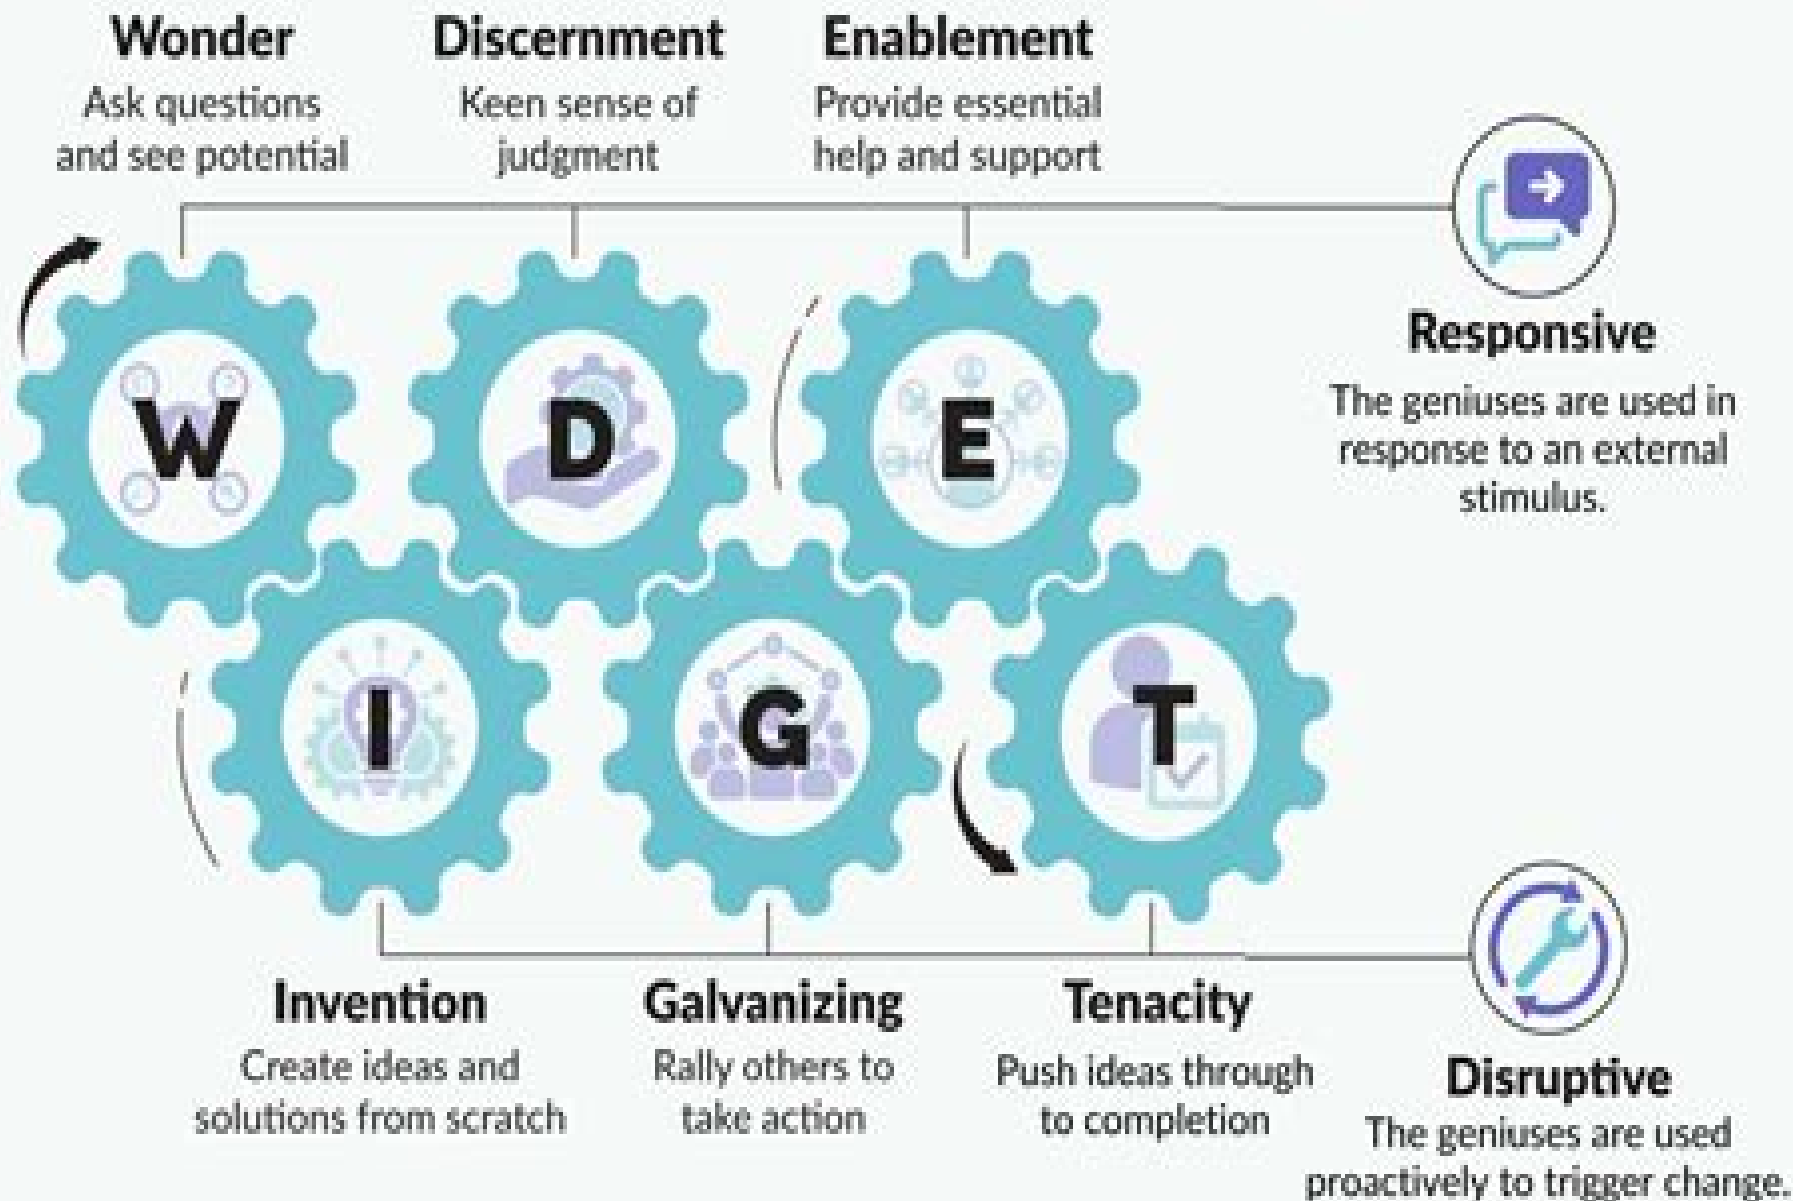 Wonder
Ask questions
and see potential
Discernment
Keen sense of
judgment
Enablement
Provide essential
help and support
Responsive
The geniuses are used in
response to an external
stimulus.
W
D
E
I
G
T
Invention
Create ideas and
solutions from scratch
Galvanizing
Rally others to
take action
Tenacity
Push ideas through
to completion
Disruptive
The geniuses are used
proactively to trigger change.